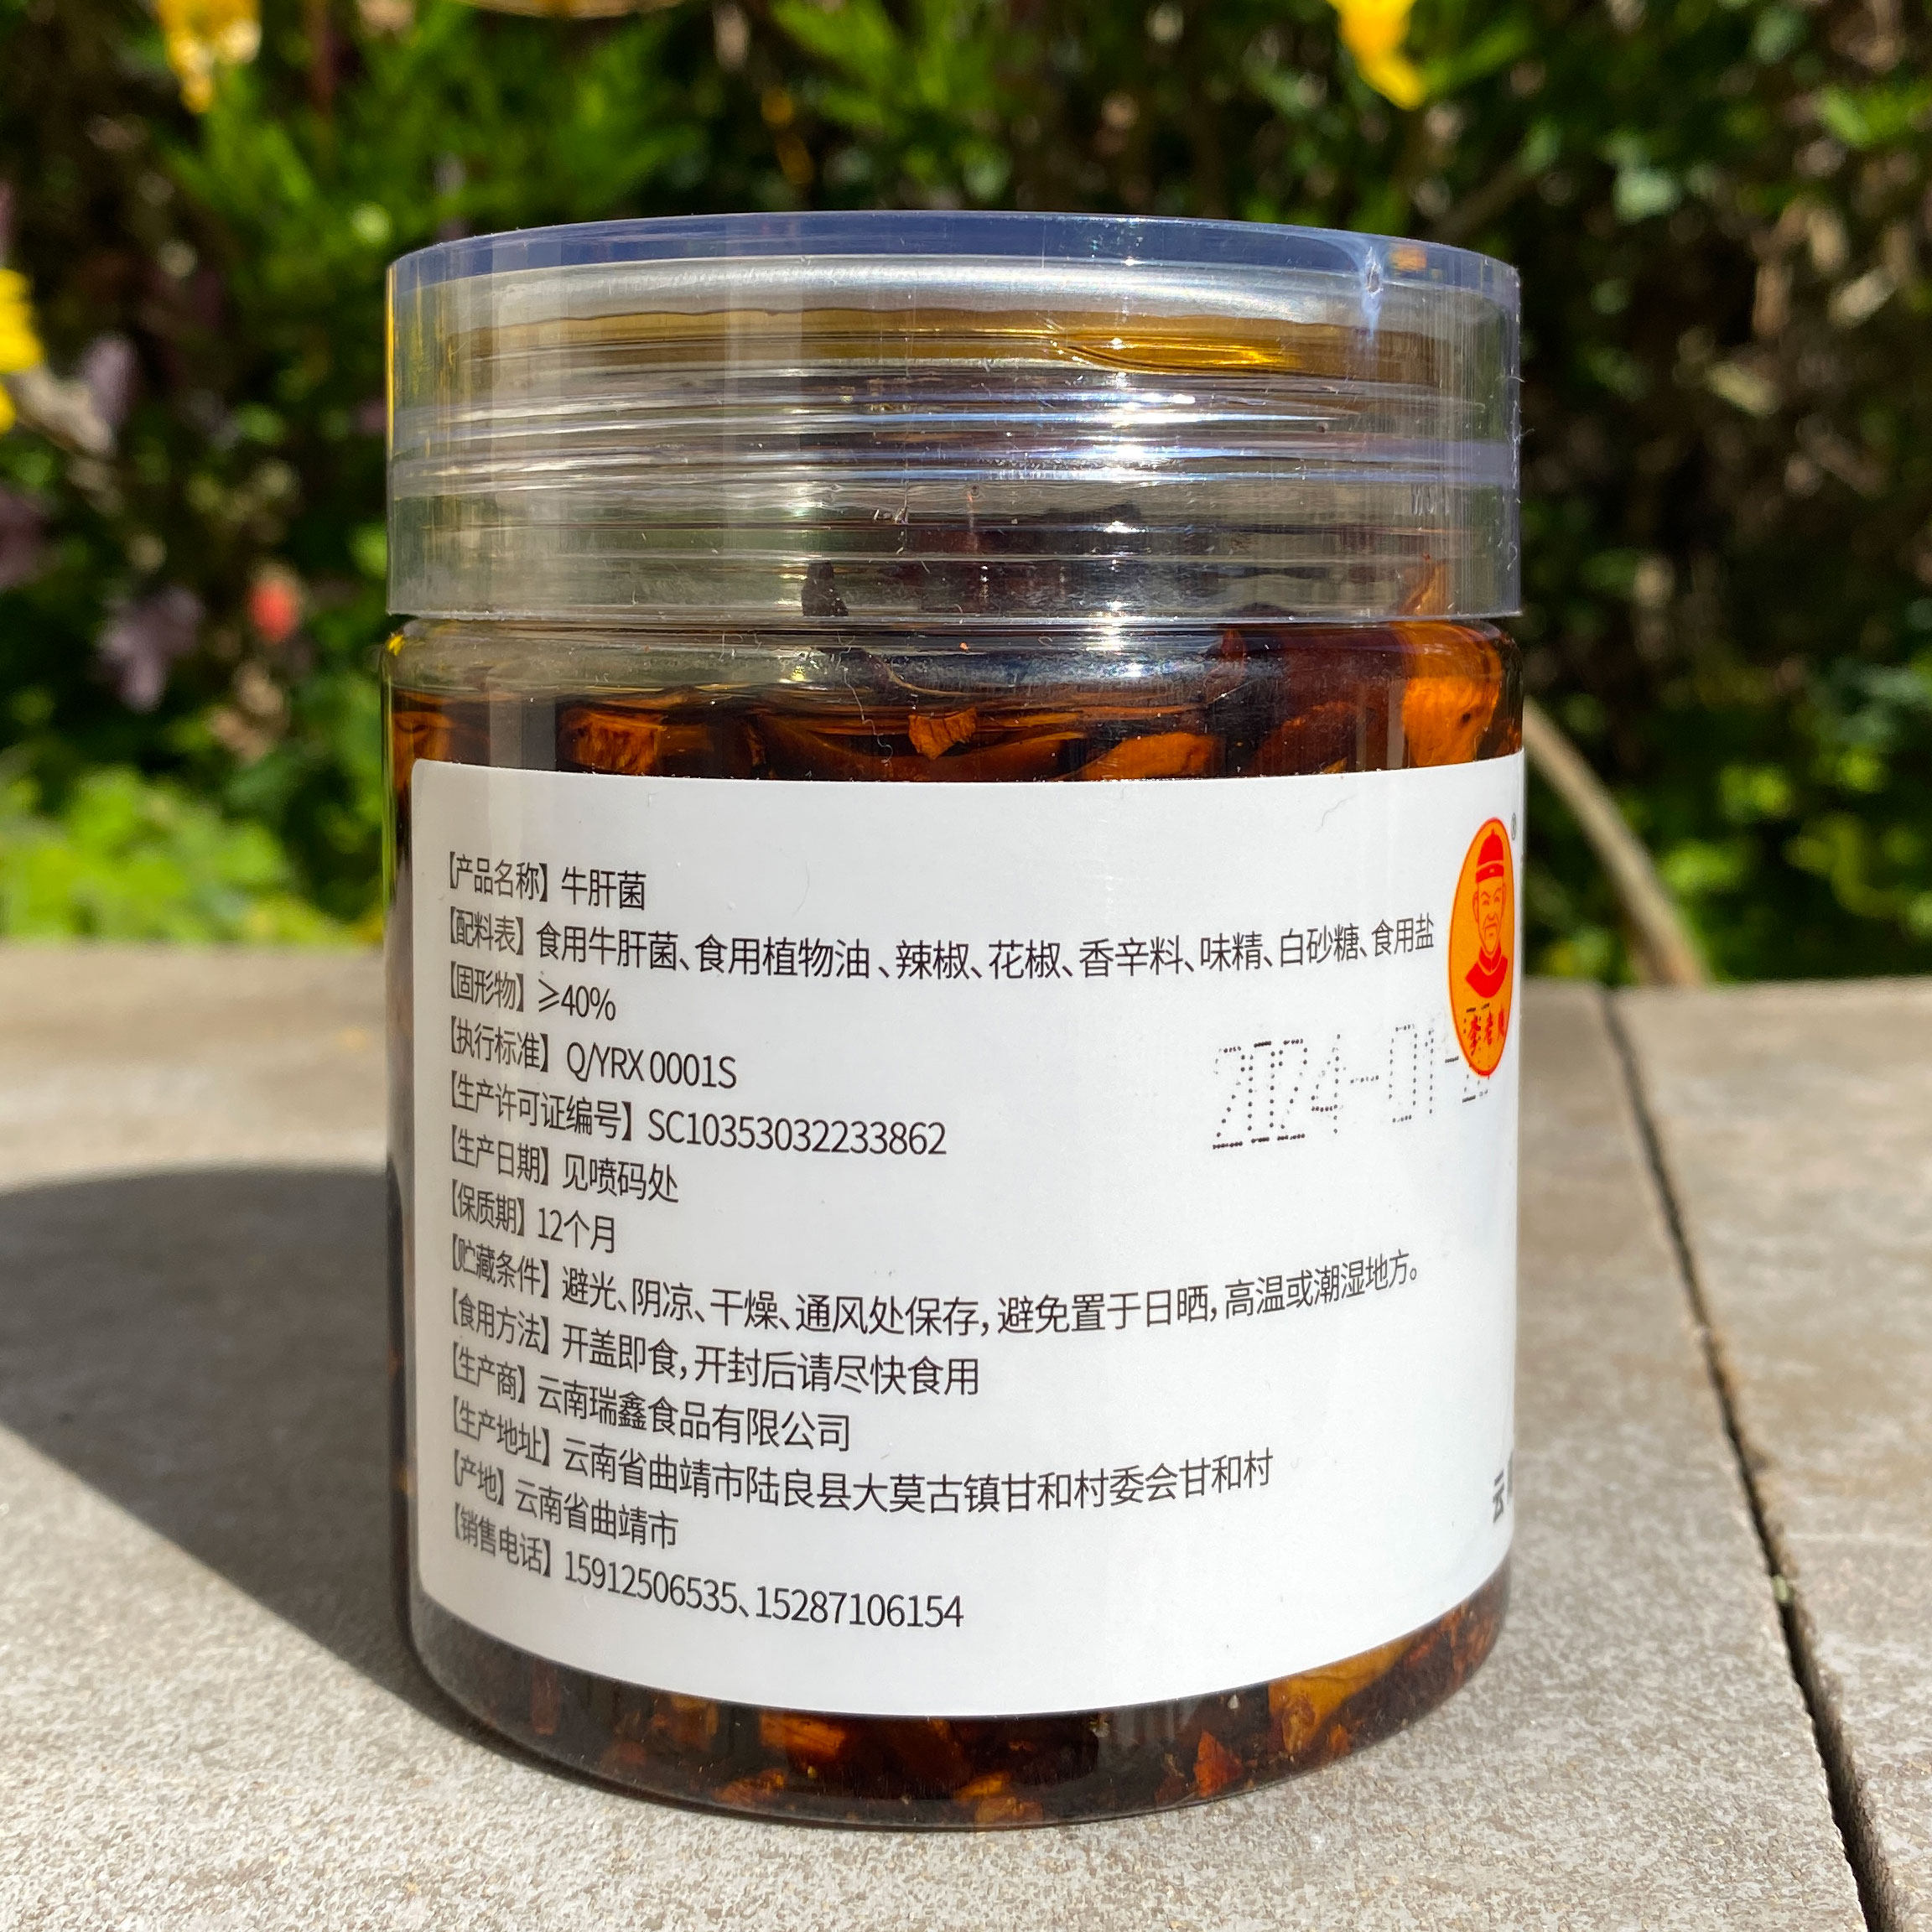 【产品名称】牛肝菌
【配料表】食用牛肝菌、食用植物油、辣椒、花椒、香辛料、味精、白砂糖、食用盐
【固形物】≥40%
【执行标准】Q/YRX 0001S
【生产许可证编号】SC10353032233862
【生产日期】见喷码处
【保质期】12个月
【贮藏条件】避光、阴凉、干燥、通风处保存，避免置于日晒，高温或潮湿地方。
【食用方法】开盖即食，开封后请尽快食用
【生产商】云南瑞鑫食品有限公司
【生产地址】云南省曲靖市陆良县大莫古镇甘和村委会甘和村
【产地】云南省曲靖市
【销售电话】15912506535、15287106154
2024-01-
®
李老
云